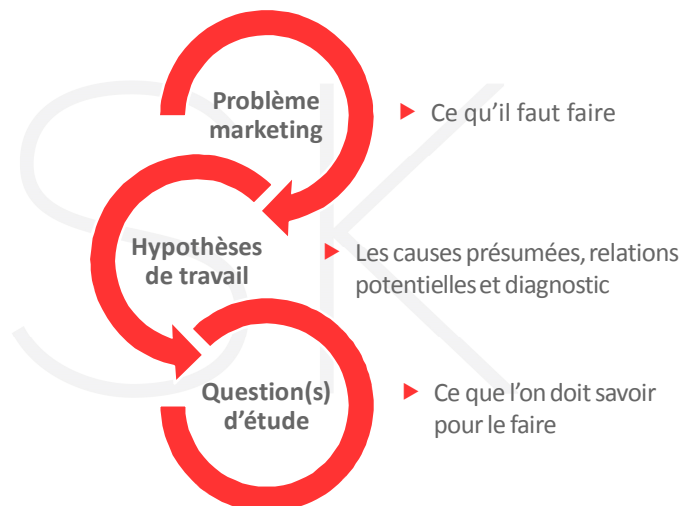 Problème
marketing
Ce qu’il faut faire
Hypothèses
de travail
Les causes présumées, relations
potentielles et diagnostic
Question(s)
d’étude
Ce que l’on doit savoir
pour le faire
SK